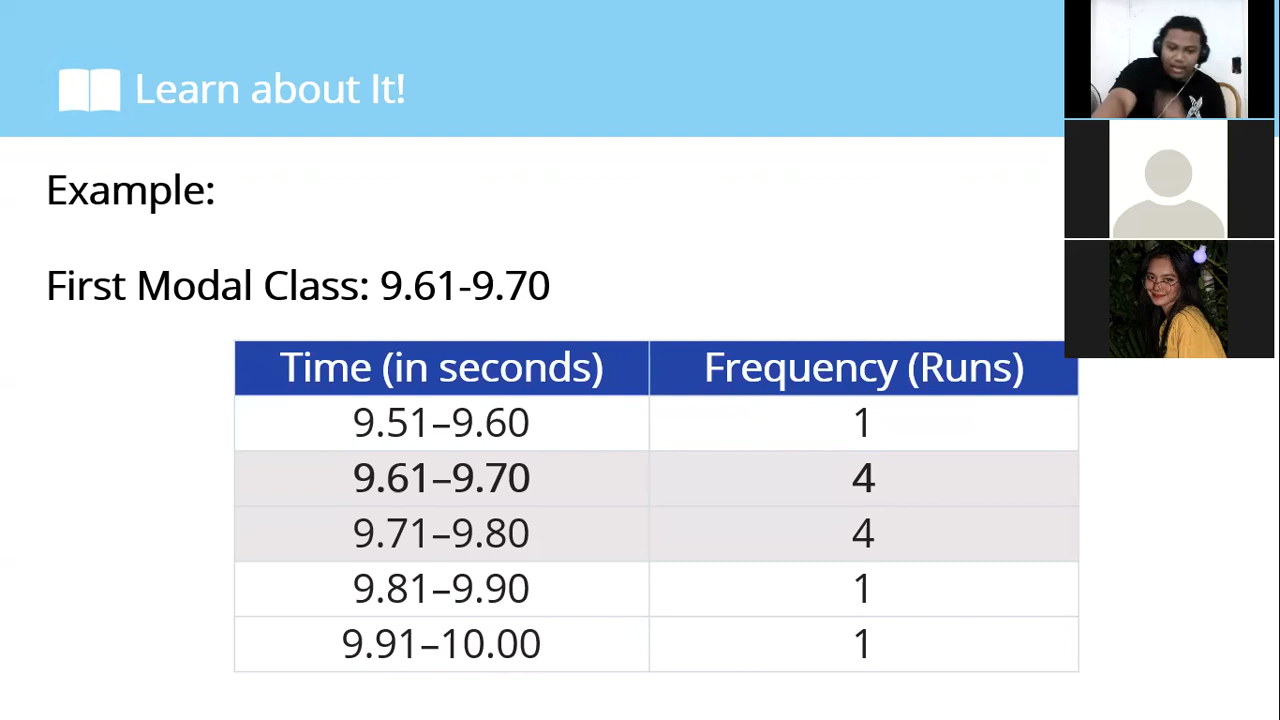 Learn about It!
Example:
First Modal Class: 9.61-9.70
Time (in seconds) Frequency (Runs)
9.51–9.60 1
9.61–9.70 4
9.71–9.80 4
9.81–9.90 1
9.91–10.00 1